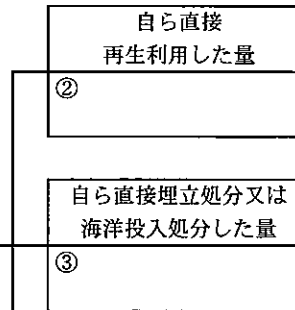 自ら直接
再生利用した量
②
自ら直接埋立処分又は
海洋投入処分した量
③